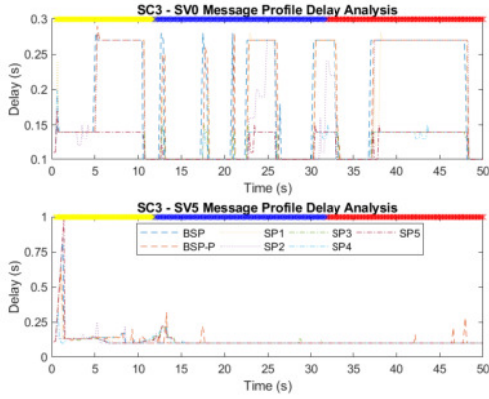 SC3 - SV0 Message Profile Delay Analysis
0.3
0.25
0.2
0.15
0.1
Delay (s)
0 5 10 15 20 25 30 35 40 45 50
Time (s)
SC3 - SV5 Message Profile Delay Analysis
1
0.75
0.5
0.25
0
Delay (s)
BSP SP1 SP3 SP5
BSP-P SP2 SP4
0 5 10 15 20 25 30 35 40 45 50
Time (s)